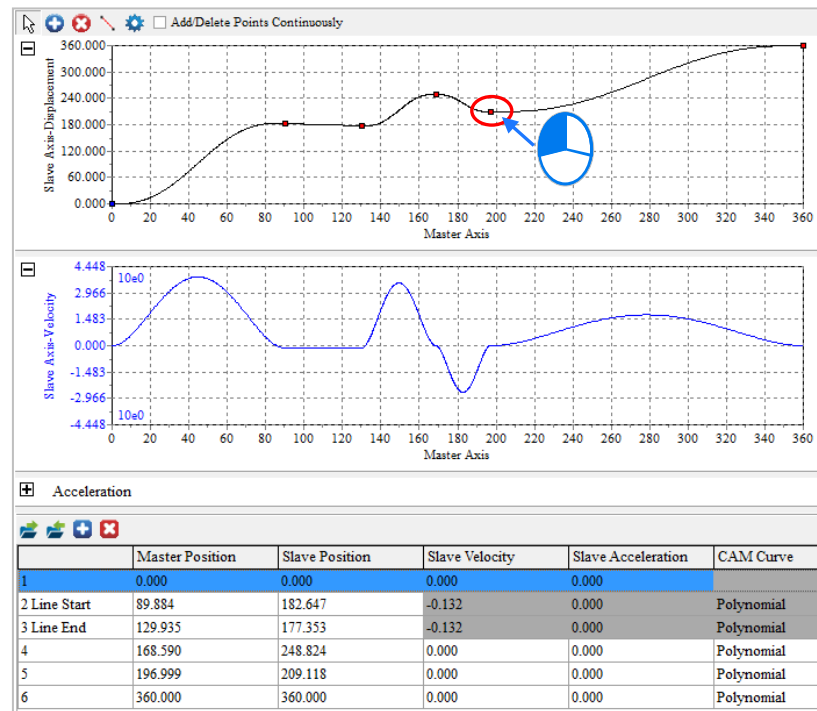 Add/Delete Points Continuously
Slave Axis-Displacement
360.000
300.000
240.000
180.000
120.000
60.000
0.000
0 20 40 60 80 100 120 140 160 180 200 220 240 260 280 300 320 340 360
Master Axis
Slave Axis-Velocity
4.448
10e0
2.966
1.483
0.000
-1.483
-2.966
10e0
-4.448
0 20 40 60 80 100 120 140 160 180 200 220 240 260 280 300 320 340 360
Master Axis
Acceleration
Master Position Slave Position Slave Velocity Slave Acceleration CAM Curve
1 0.000 0.000 0.000 0.000
2 Line Start 89.884 182.647 -0.132 0.000 Polynomial
3 Line End 129.935 177.353 -0.132 0.000 Polynomial
4 168.590 248.824 0.000 0.000 Polynomial
5 196.999 209.118 0.000 0.000 Polynomial
6 360.000 360.000 0.000 0.000 Polynomial